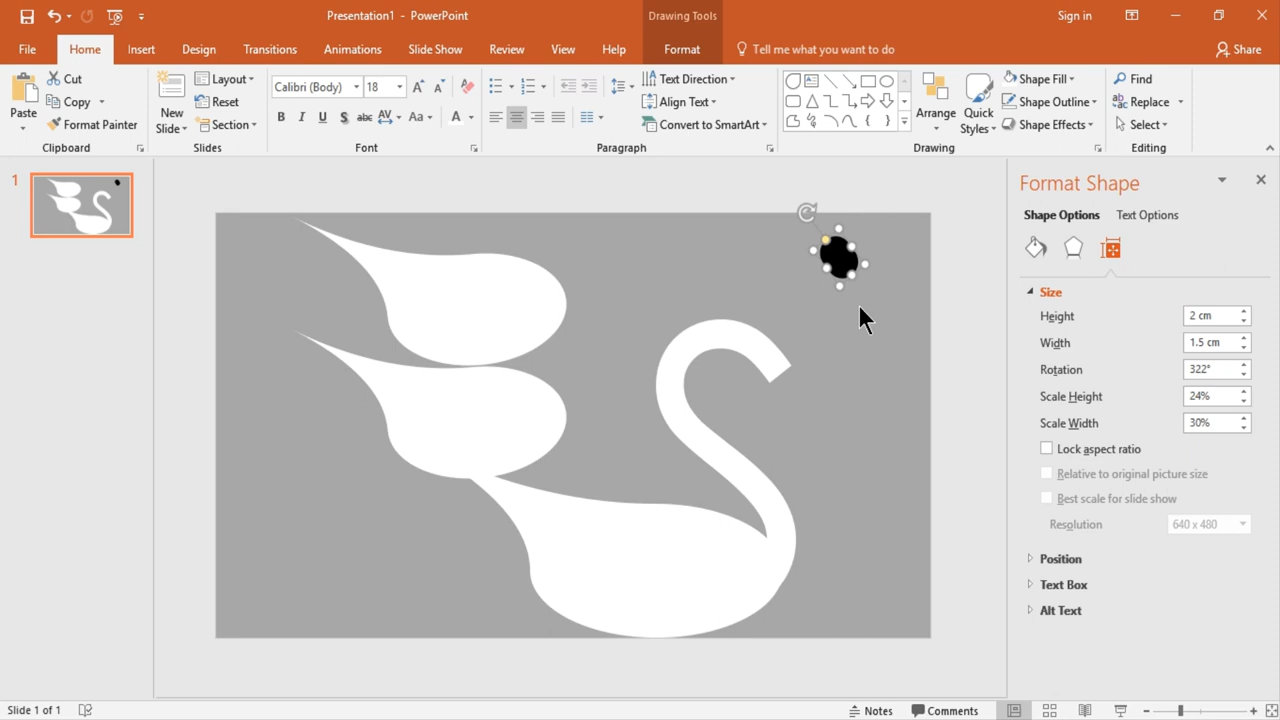 Presentation1 - PowerPoint
Drawing Tools
Sign in
File
Home
Insert
Design
Transitions
Animations
Slide Show
Review
View
Help
Format
Tell me what you want to do
Share
Paste
Cut
Copy
Format Painter
Clipboard
New Slide
Layout
Reset
Section
Slides
Calibri (Body)
18
B I U S abc AV Aa A
Font
Text Direction
Align Text
Convert to SmartArt
Paragraph
Arrange
Quick Styles
Shape Fill
Shape Outline
Shape Effects
Drawing
Find
Replace
Select
Editing
1
Format Shape
Shape Options Text Options
Size
Height 2 cm
Width 1.5 cm
Rotation 322°
Scale Height 24%
Scale Width 30%
Lock aspect ratio
Relative to original picture size
Best scale for slide show
Resolution 640 x 480
Position
Text Box
Alt Text
Slide 1 of 1
Notes
Comments